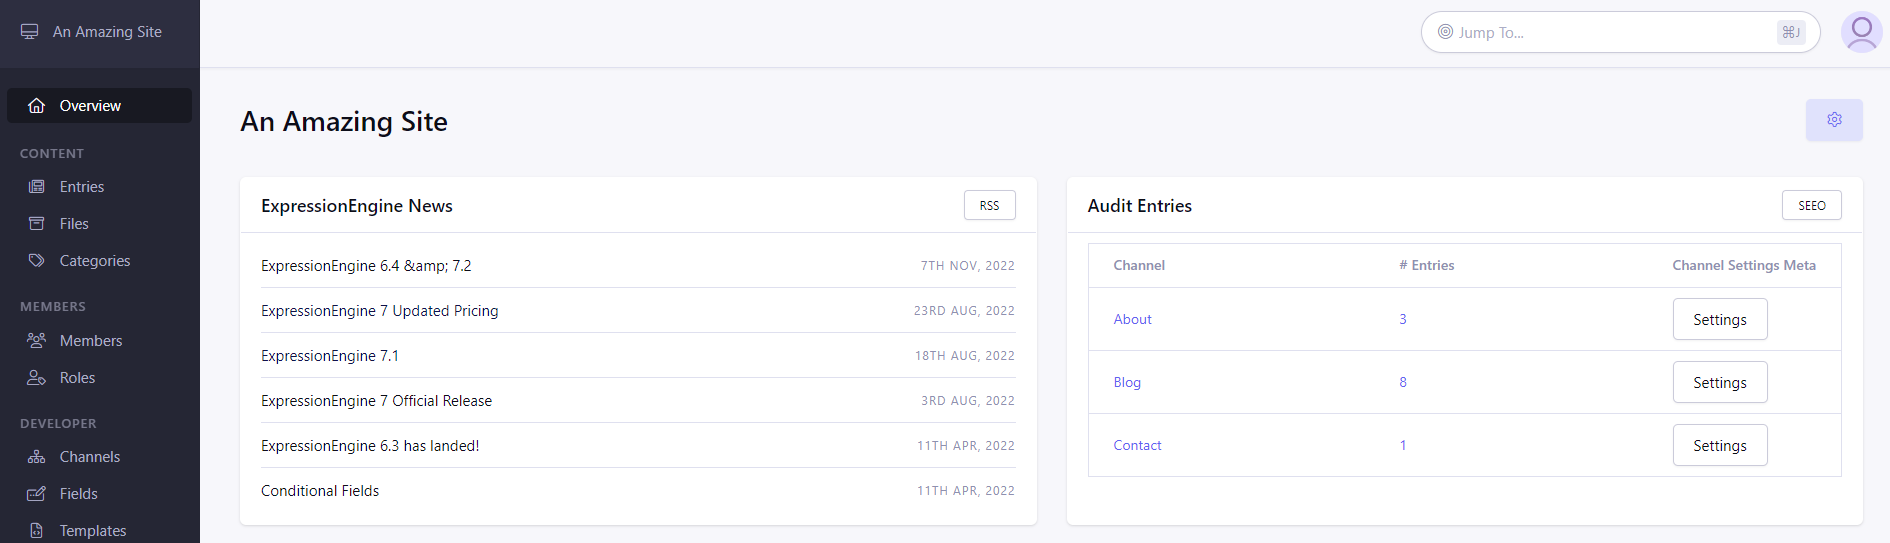 An Amazing Site
Jump To...
⌘J
Overview
CONTENT
Entries
Files
Categories
MEMBERS
Members
Roles
DEVELOPER
Channels
Fields
Templates
An Amazing Site
ExpressionEngine News
RSS
ExpressionEngine 6.4 &amp; 7.2 7TH NOV, 2022
ExpressionEngine 7 Updated Pricing 23RD AUG, 2022
ExpressionEngine 7.1 18TH AUG, 2022
ExpressionEngine 7 Official Release 3RD AUG, 2022
ExpressionEngine 6.3 has landed! 11TH APR, 2022
Conditional Fields 11TH APR, 2022
Audit Entries
SEEO
Channel # Entries Channel Settings Meta
About 3 Settings
Blog 8 Settings
Contact 1 Settings